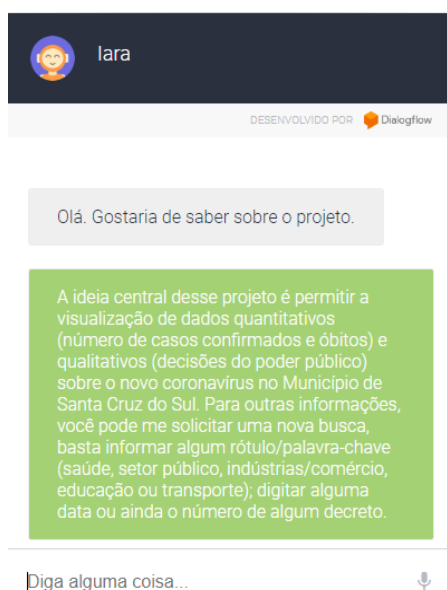 Iara
DESENVOLVIDO POR Dialogflow
Olá. Gostaria de saber sobre o projeto.
A ideia central desse projeto é permitir a
visualização de dados quantitativos
(número de casos confirmados e óbitos) e
qualitativos (decisões do poder público)
sobre o novo coronavírus no Município de
Santa Cruz do Sul. Para outras informações,
você pode me solicitar uma nova busca,
basta informar algum rótulo/palavra-chave
(saúde, setor público, indústrias/comércio,
educação ou transporte); digitar alguma
data ou ainda o número de algum decreto.
Diga alguma coisa...